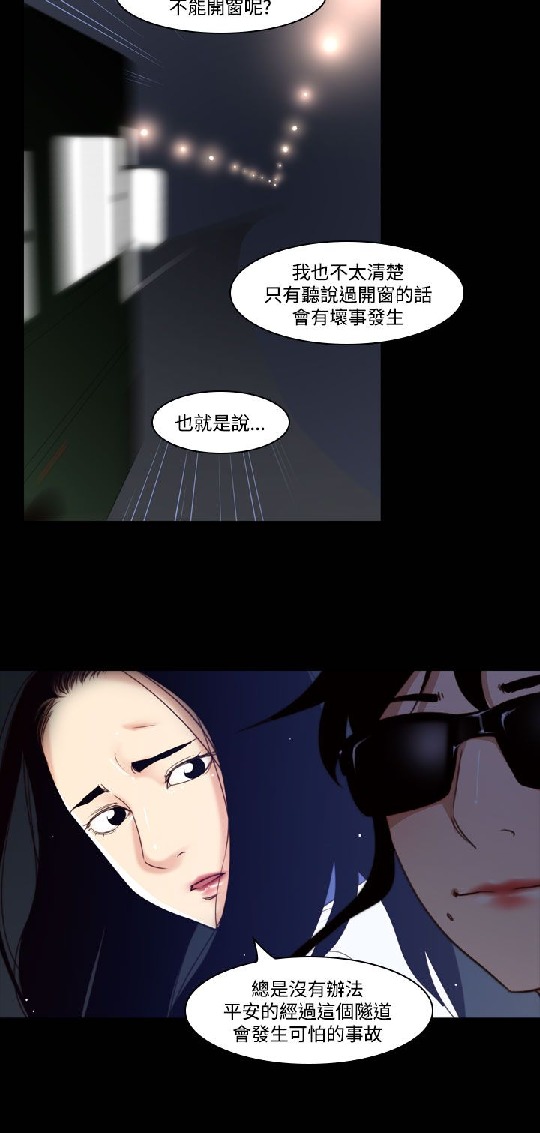 不能開窗呢?
我也不太清楚
只有聽說過開窗的話
會有壞事發生
也就是說...
總是沒有辦法
平安的經過這個隧道
會發生可怕的事故